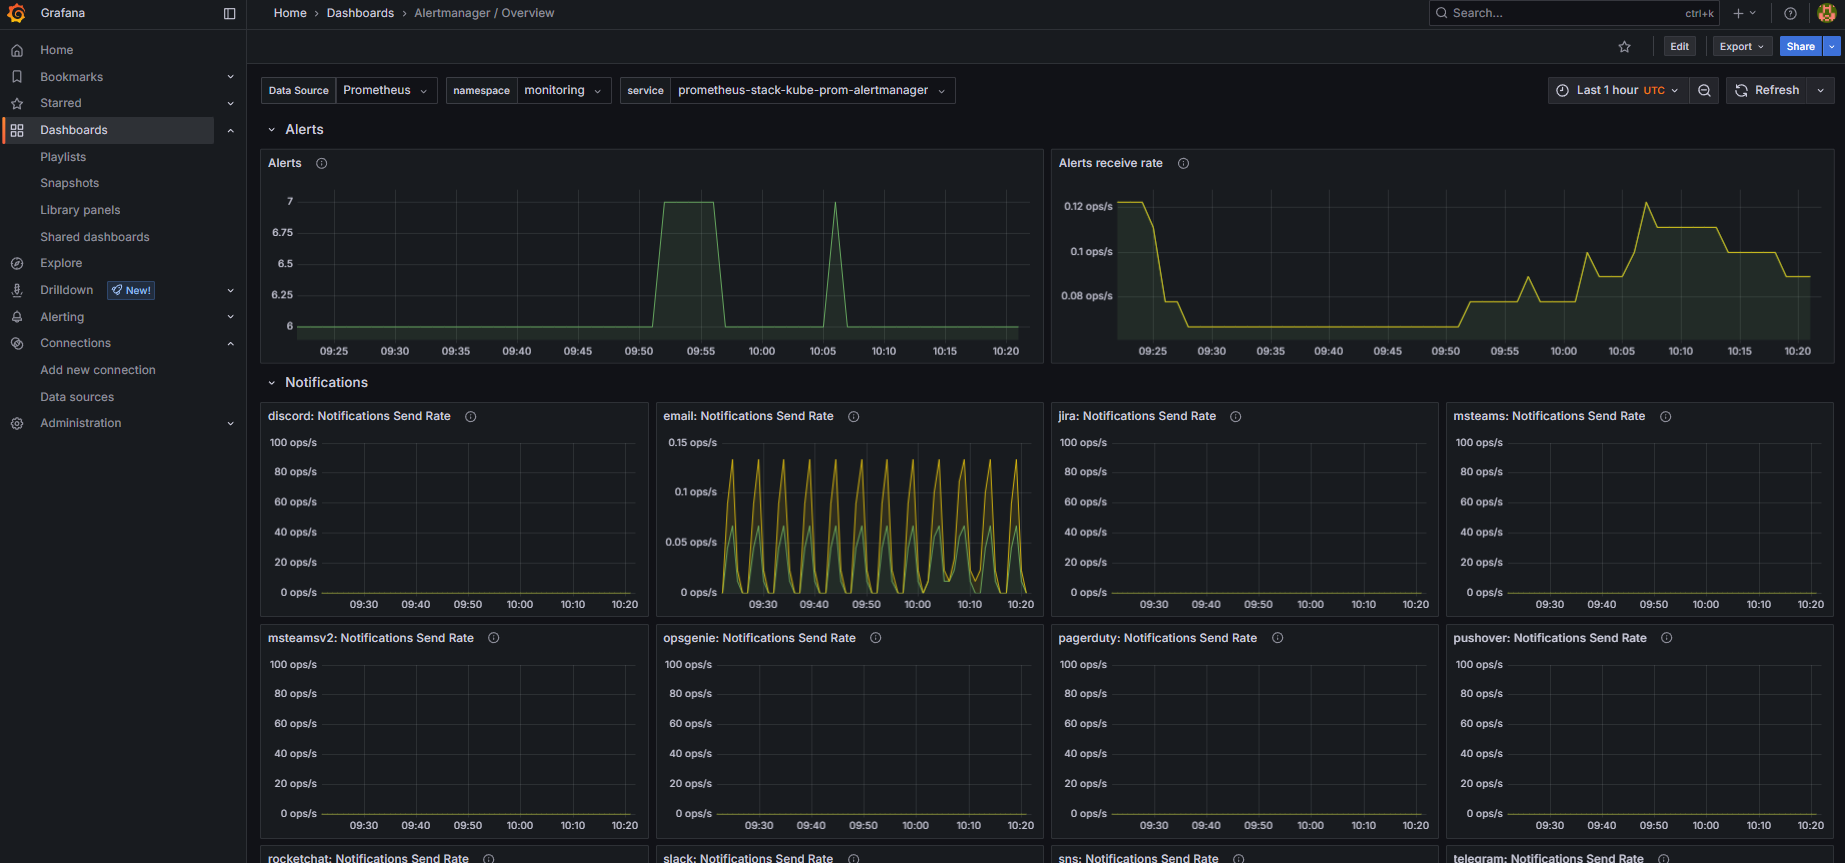 Grafana
Home › Dashboards › Alertmanager / Overview
Search... ctrl+k
Edit Export Share
Home
Bookmarks
Starred
Dashboards
Playlists
Snapshots
Library panels
Shared dashboards
Explore
Drilldown New!
Alerting
Connections
Add new connection
Data sources
Administration
Data Source Prometheus namespace monitoring service prometheus-stack-kube-prom-alertmanager Last 1 hour UTC Refresh
Alerts
Alerts
7
6.75
6.5
6.25
6
09:25 09:30 09:35 09:40 09:45 09:50 09:55 10:00 10:05 10:10 10:15 10:20
Alerts receive rate
0.12 ops/s
0.1 ops/s
0.08 ops/s
09:25 09:30 09:35 09:40 09:45 09:50 09:55 10:00 10:05 10:10 10:15 10:20
Notifications
discord: Notifications Send Rate
100 ops/s
80 ops/s
60 ops/s
40 ops/s
20 ops/s
0 ops/s
09:30 09:40 09:50 10:00 10:10 10:20
email: Notifications Send Rate
0.15 ops/s
0.1 ops/s
0.05 ops/s
0 ops/s
09:30 09:40 09:50 10:00 10:10 10:20
jira: Notifications Send Rate
100 ops/s
80 ops/s
60 ops/s
40 ops/s
20 ops/s
0 ops/s
09:30 09:40 09:50 10:00 10:10 10:20
msteams: Notifications Send Rate
100 ops/s
80 ops/s
60 ops/s
40 ops/s
20 ops/s
0 ops/s
09:30 09:40 09:50 10:00 10:10 10:20
msteamsv2: Notifications Send Rate
100 ops/s
80 ops/s
60 ops/s
40 ops/s
20 ops/s
0 ops/s
09:30 09:40 09:50 10:00 10:10 10:20
opsgenie: Notifications Send Rate
100 ops/s
80 ops/s
60 ops/s
40 ops/s
20 ops/s
0 ops/s
09:30 09:40 09:50 10:00 10:10 10:20
pagerduty: Notifications Send Rate
100 ops/s
80 ops/s
60 ops/s
40 ops/s
20 ops/s
0 ops/s
09:30 09:40 09:50 10:00 10:10 10:20
pushover: Notifications Send Rate
100 ops/s
80 ops/s
60 ops/s
40 ops/s
20 ops/s
0 ops/s
09:30 09:40 09:50 10:00 10:10 10:20
rocketchat: Notifications Send Rate
slack: Notifications Send Rate
sns: Notifications Send Rate
telegram: Notifications Send Rate